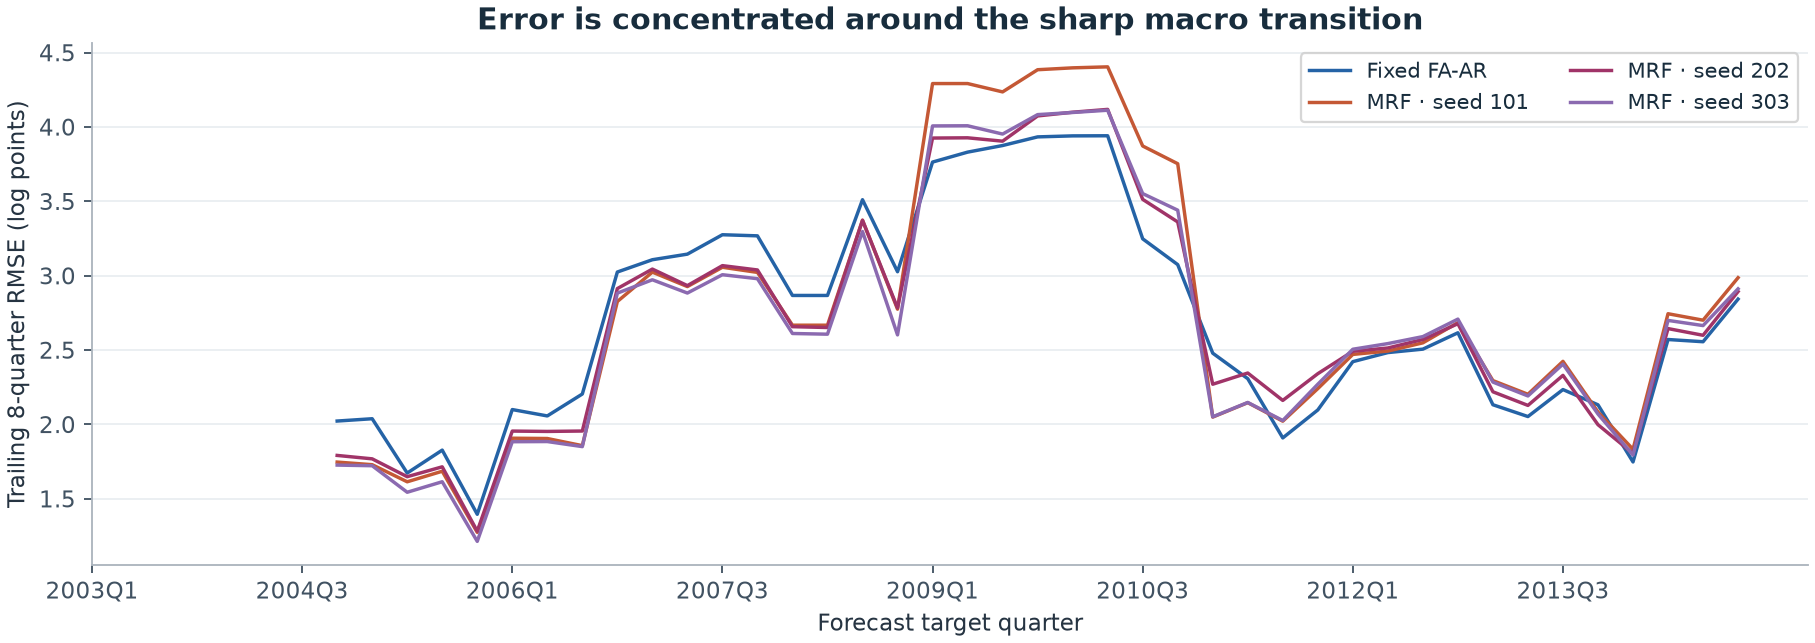 Error is concentrated around the sharp macro transition
Trailing 8-quarter RMSE (log points)
4.5
4.0
3.5
3.0
2.5
2.0
1.5
Fixed FA-AR
MRF · seed 101
MRF · seed 202
MRF · seed 303
2003Q1
2004Q3
2006Q1
2007Q3
2009Q1
2010Q3
2012Q1
2013Q3
Forecast target quarter